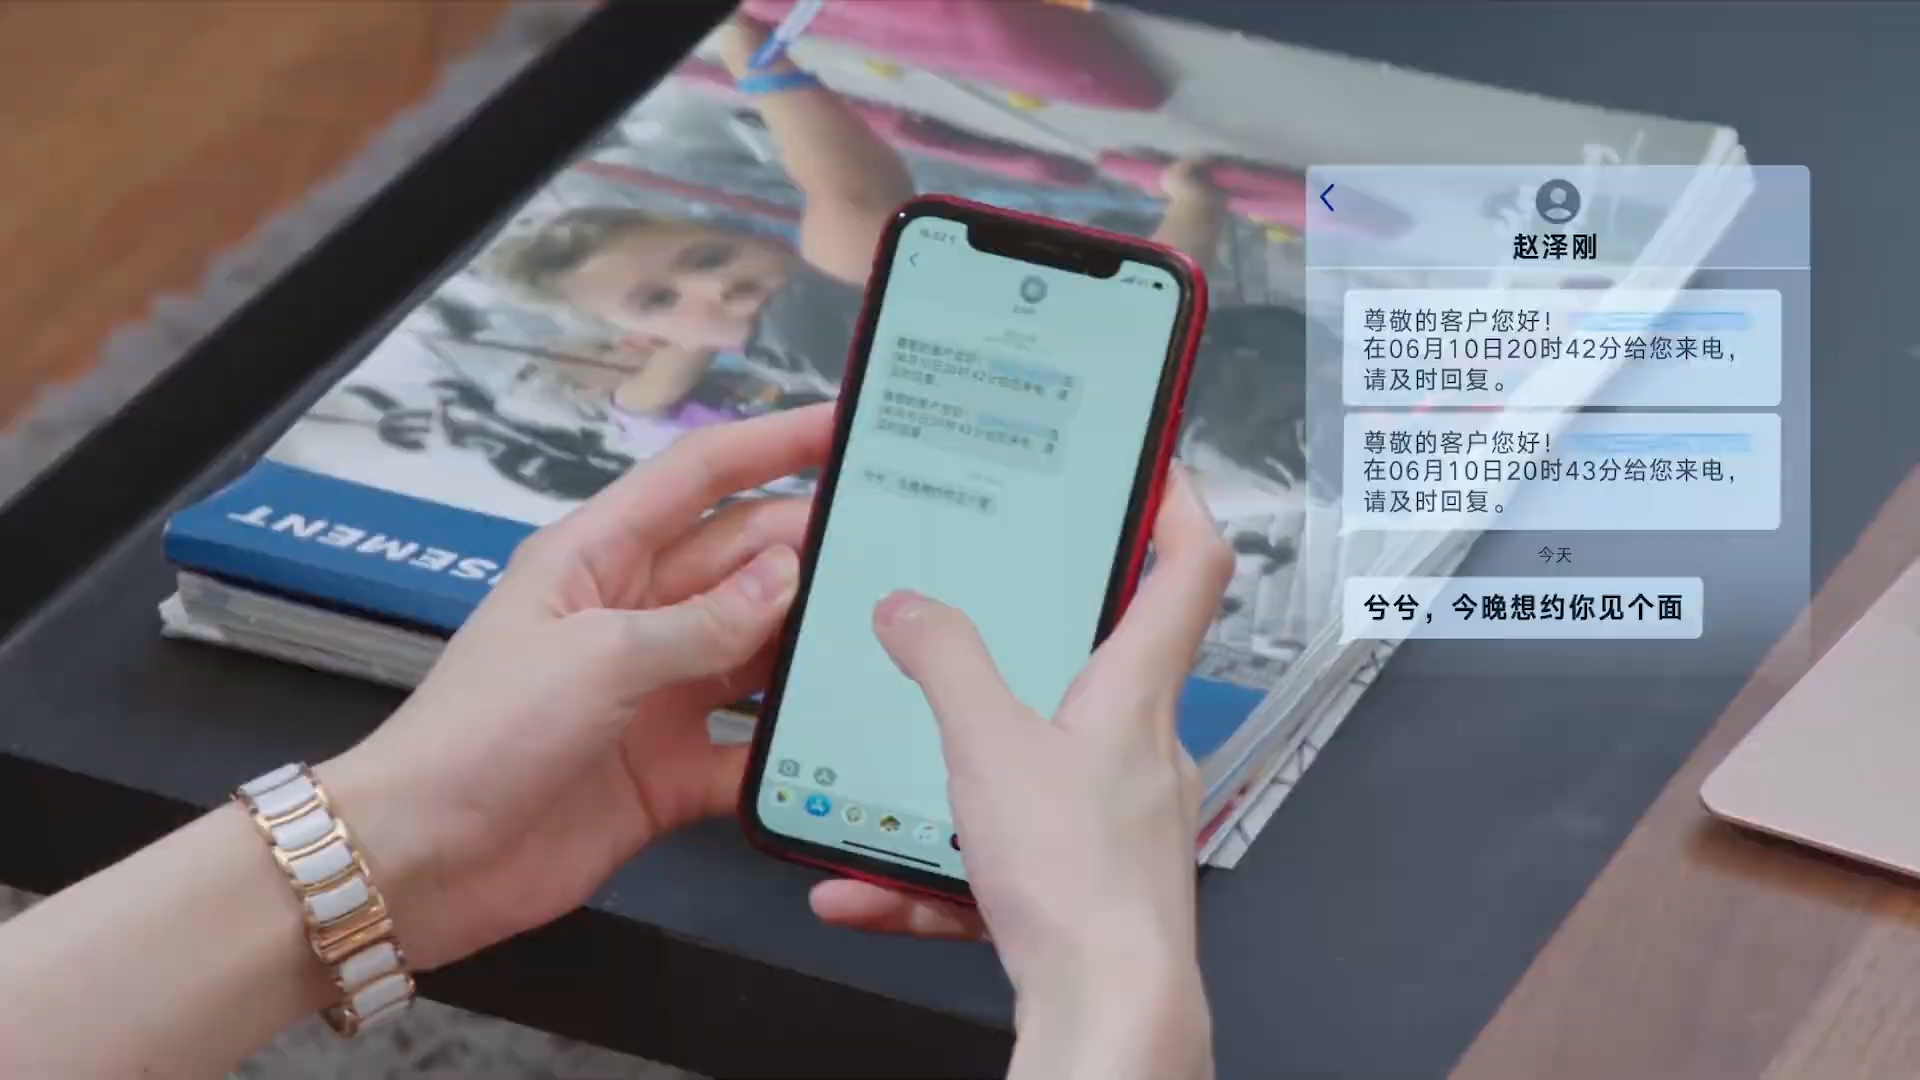 赵泽刚
尊敬的客户您好!
在06月10日20时42分给您来电,
请及时回复。
尊敬的客户您好!
在06月10日20时43分给您来电,
请及时回复。
今天
兮兮，今晚想约你见个面
SEMENT